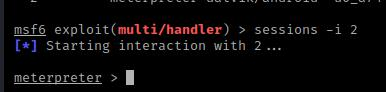 msf6 exploit(multi/handler) > sessions -i 2
[*] Starting interaction with 2...
meterpreter >